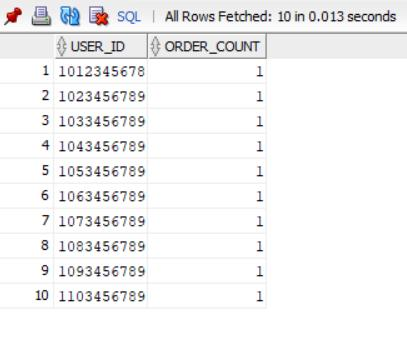 SQL | All Rows Fetched: 10 in 0.013 seconds
USER_ID ORDER_COUNT
1 1012345678 1
2 1023456789 1
3 1033456789 1
4 1043456789 1
5 1053456789 1
6 1063456789 1
7 1073456789 1
8 1083456789 1
9 1093456789 1
10 1103456789 1